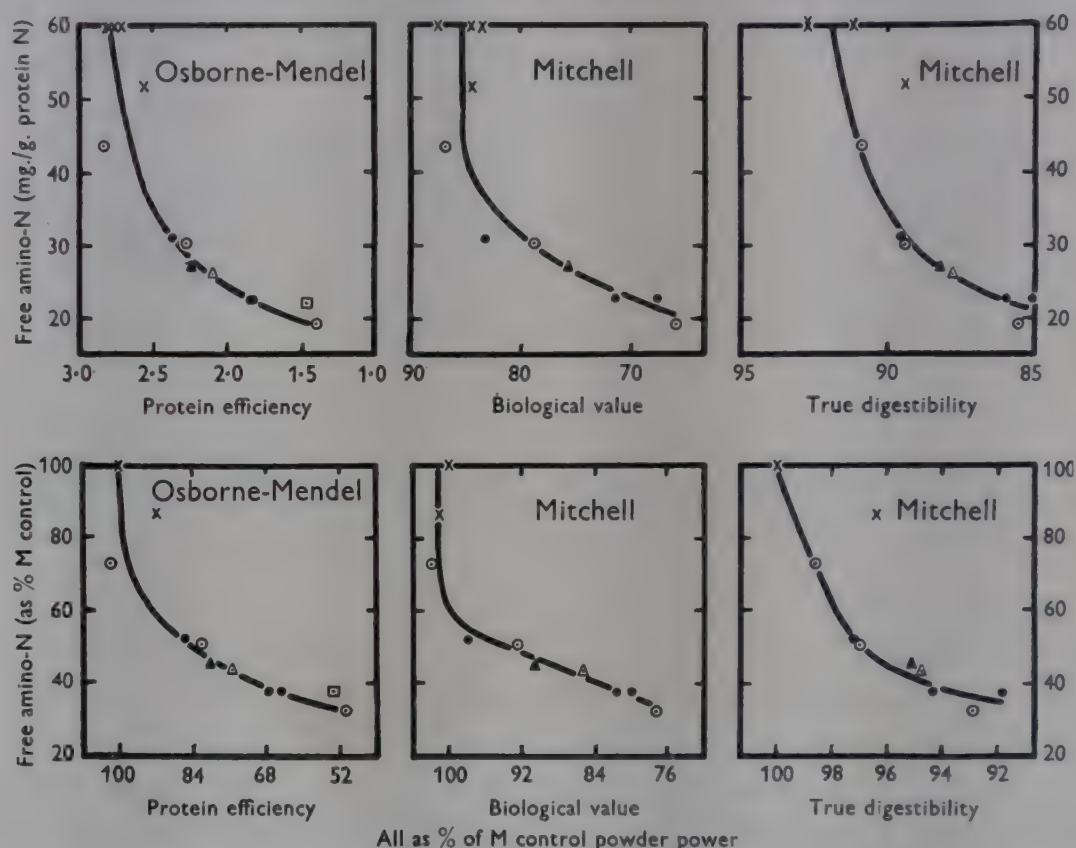 Free amino-N (mg./g. protein N)
60
50
40
30
20
Osborne-Mendel
3·0 2·5 2·0 1·5 1·0
Protein efficiency
Mitchell
90 80 70
Biological value
Mitchell
60
50
40
30
20
95 90 85
True digestibility
Free amino-N (as % M control)
100
80
60
40
20
Osborne-Mendel
100 84 68 52
Protein efficiency
Mitchell
100 92 84 76
Biological value
Mitchell
100
80
60
40
20
100 98 96 94 92
True digestibility
All as % of M control powder power